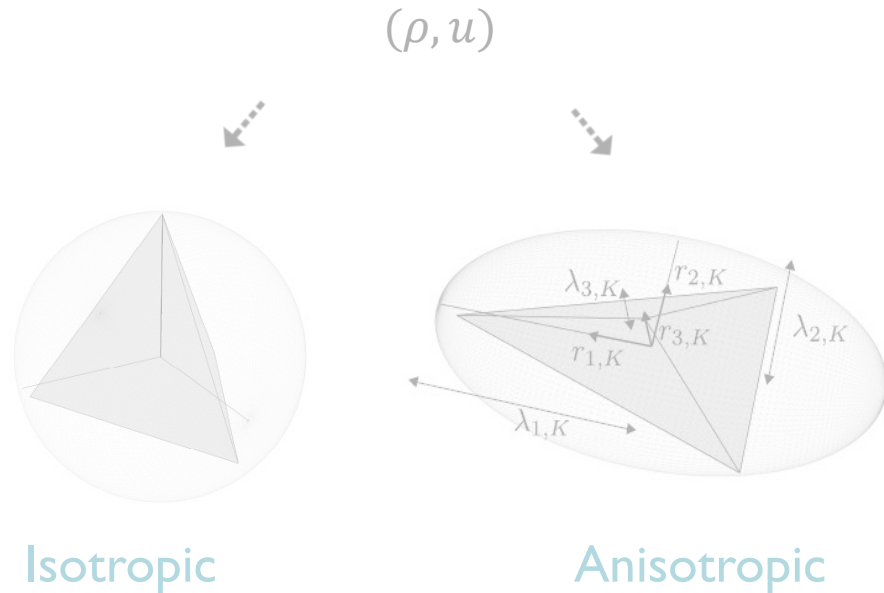 (ρ, u)
λ₃,K
r₂,K
λ₂,K
r₃,K
r₁,K
λ₁,K
Isotropic
Anisotropic